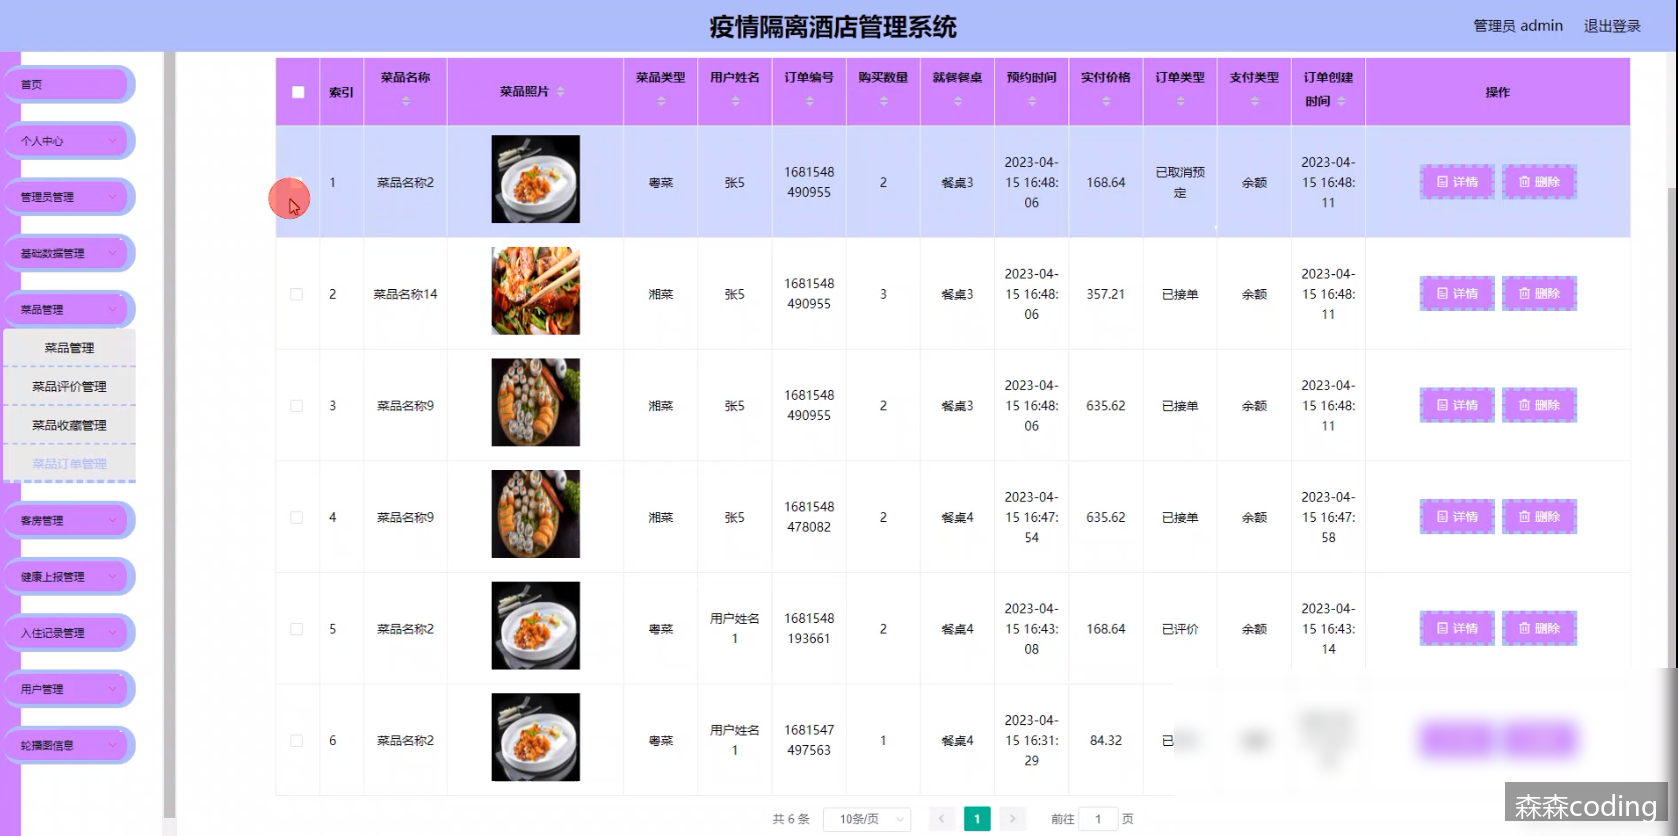 疫情隔离酒店管理系统
管理员 admin 退出登录
首页
个人中心
管理员管理
基础数据管理
菜品管理
菜品管理
菜品评价管理
菜品收藏管理
菜品订单管理
客房管理
健康上报管理
入住记录管理
用户管理
轮播图信息
索引 菜品名称 菜品照片 菜品类型 用户姓名 订单编号 购买数量 就餐餐桌 预约时间 实付价格 订单类型 支付类型 订单创建时间 操作
1 菜品名称2 粤菜 张5 1681548490955 2 餐桌3 2023-04-15 16:48:06 168.64 已取消预定 余额 2023-04-15 16:48:11 详情 删除
2 菜品名称14 湘菜 张5 1681548490955 3 餐桌3 2023-04-15 16:48:06 357.21 已接单 余额 2023-04-15 16:48:11 详情 删除
3 菜品名称9 湘菜 张5 1681548490955 2 餐桌3 2023-04-15 16:48:06 635.62 已接单 余额 2023-04-15 16:48:11 详情 删除
4 菜品名称9 湘菜 张5 1681548478082 2 餐桌4 2023-04-15 16:47:54 635.62 已接单 余额 2023-04-15 16:47:58 详情 删除
5 菜品名称2 粤菜 用户姓名1 1681548193661 2 餐桌4 2023-04-15 16:43:08 168.64 已评价 余额 2023-04-15 16:43:14 详情 删除
6 菜品名称2 粤菜 用户姓名1 1681547497563 1 餐桌4 2023-04-15 16:31:29 84.32
共 6 条 10条/页 1 前往 1 页
森森coding